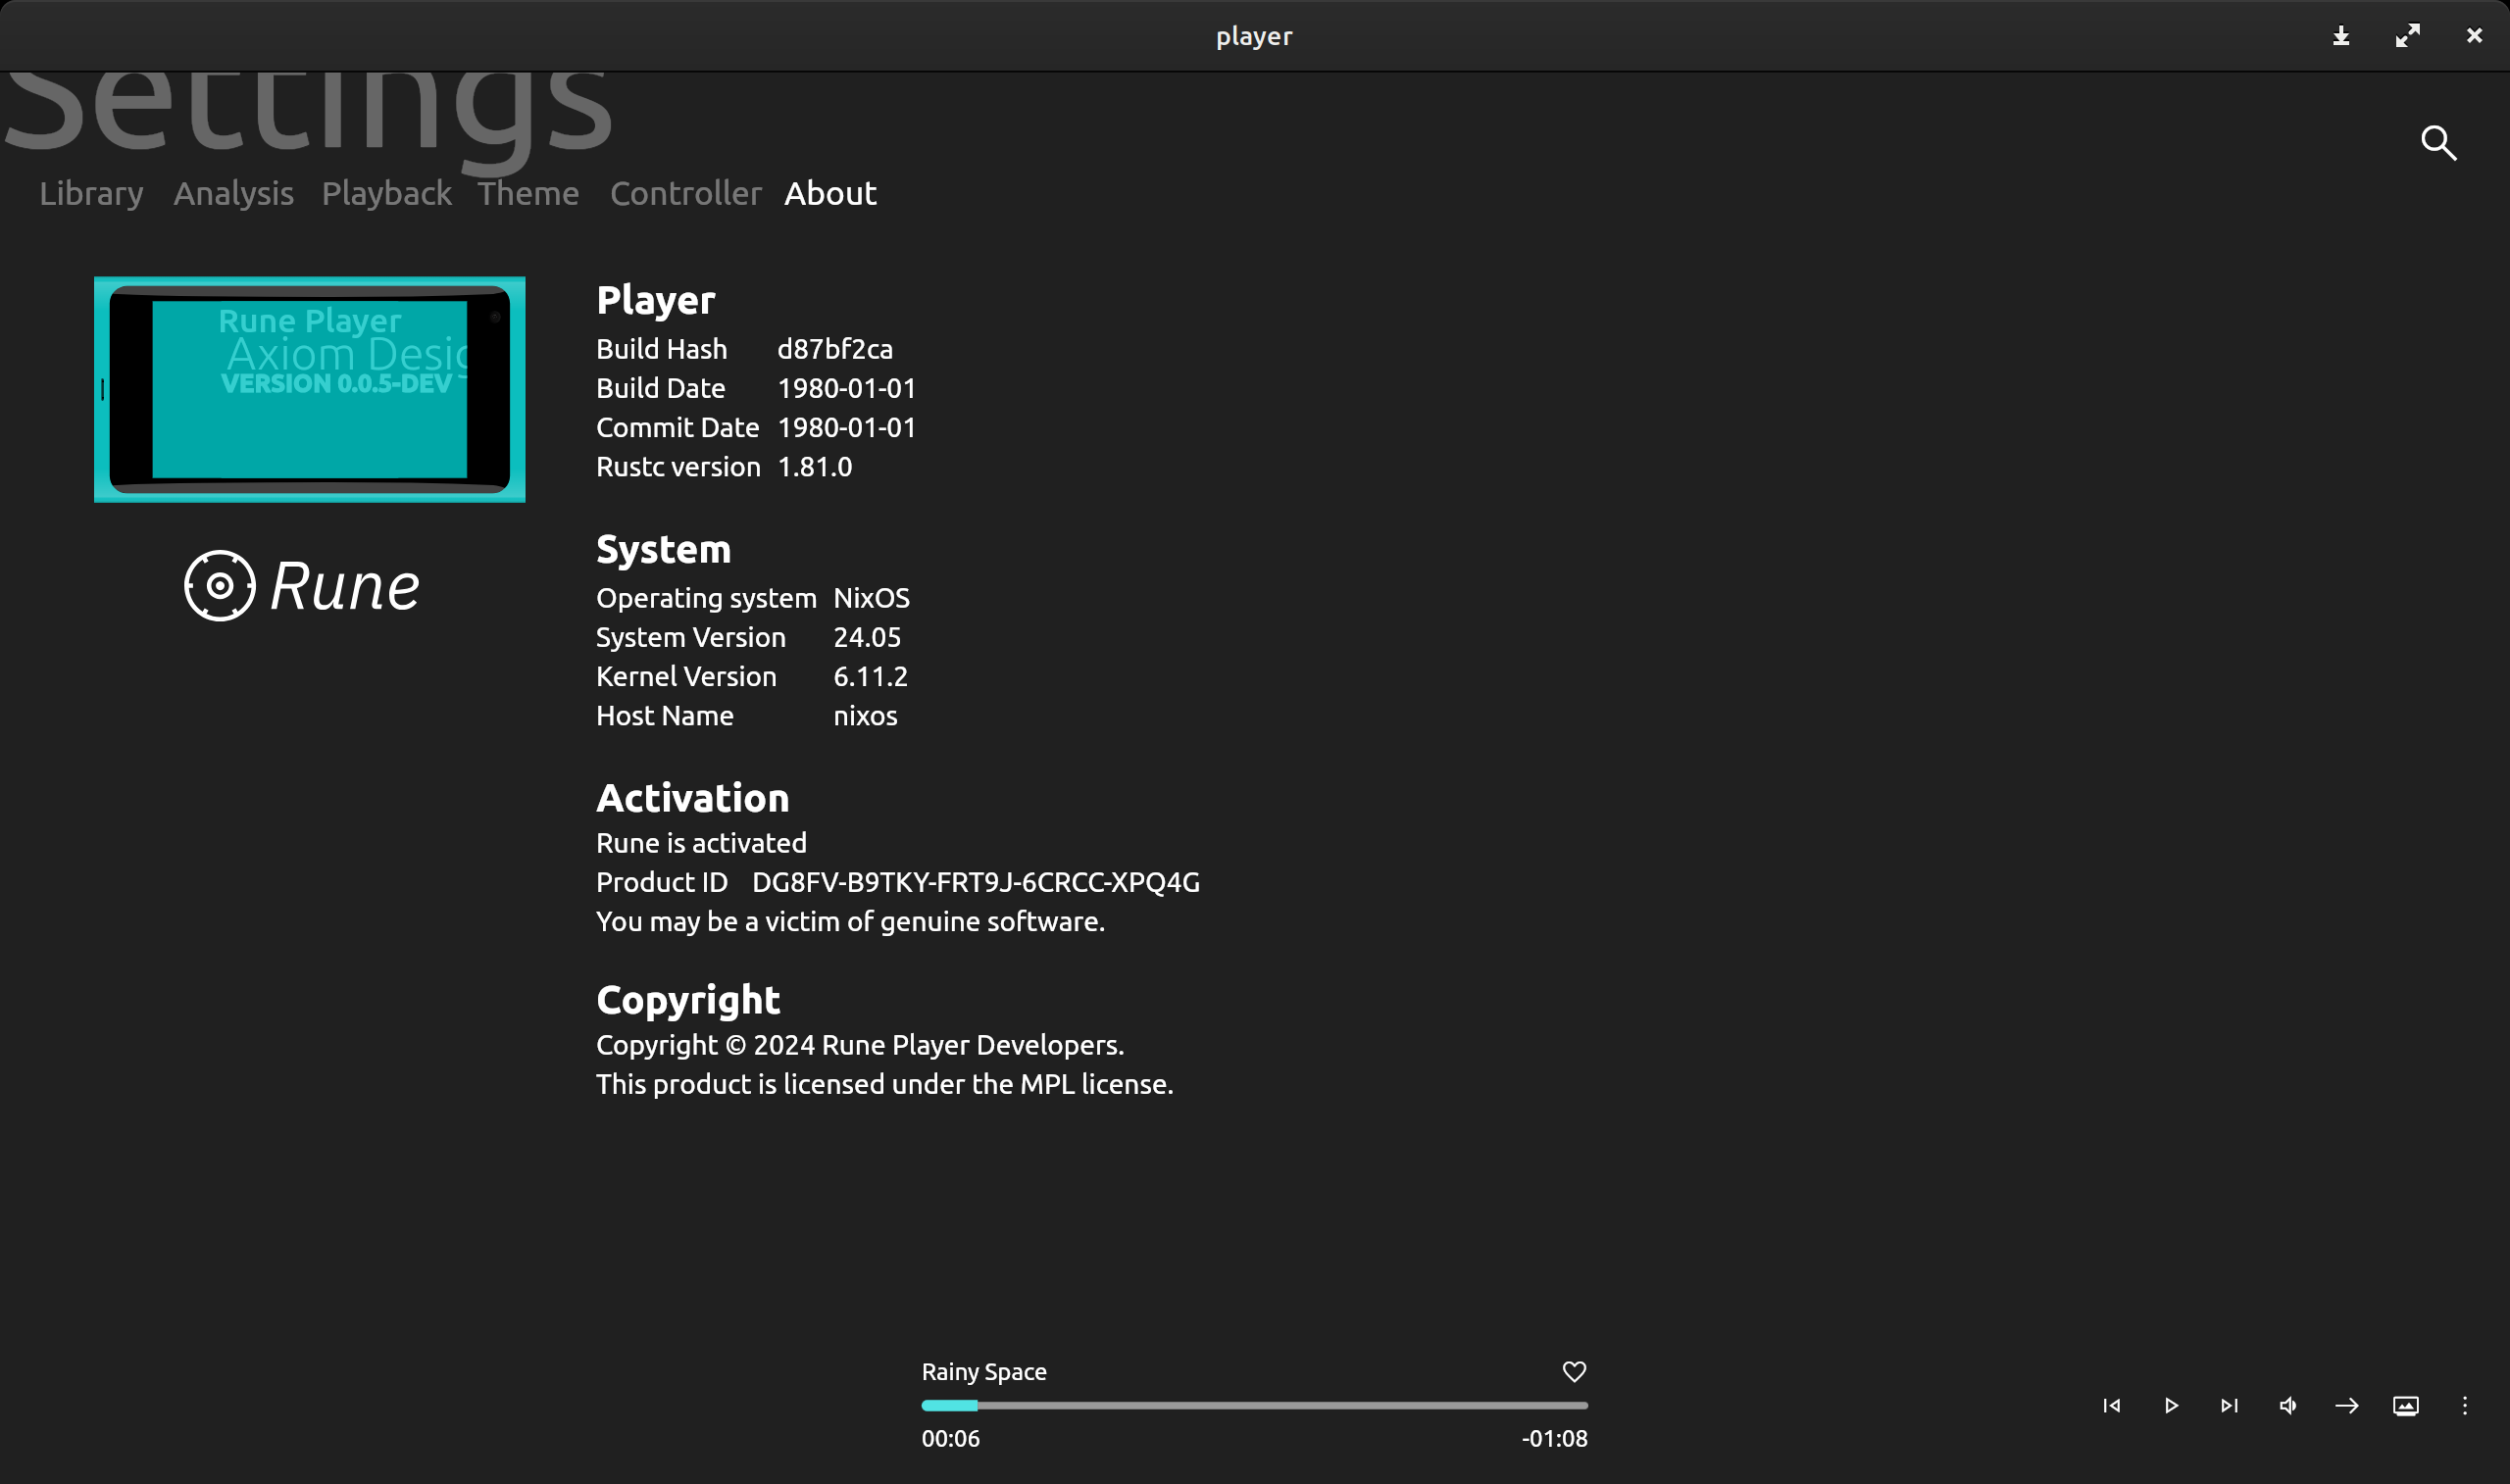 player
Settings
Library Analysis Playback Theme Controller About
Rune Player
Axiom Desig
VERSION 0.0.5-DEV
Rune
Player
Build Hash d87bf2ca
Build Date 1980-01-01
Commit Date 1980-01-01
Rustc version 1.81.0
System
Operating system NixOS
System Version 24.05
Kernel Version 6.11.2
Host Name nixos
Activation
Rune is activated
Product ID DG8FV-B9TKY-FRT9J-6CRCC-XPQ4G
You may be a victim of genuine software.
Copyright
Copyright © 2024 Rune Player Developers.
This product is licensed under the MPL license.
Rainy Space
00:06 -01:08